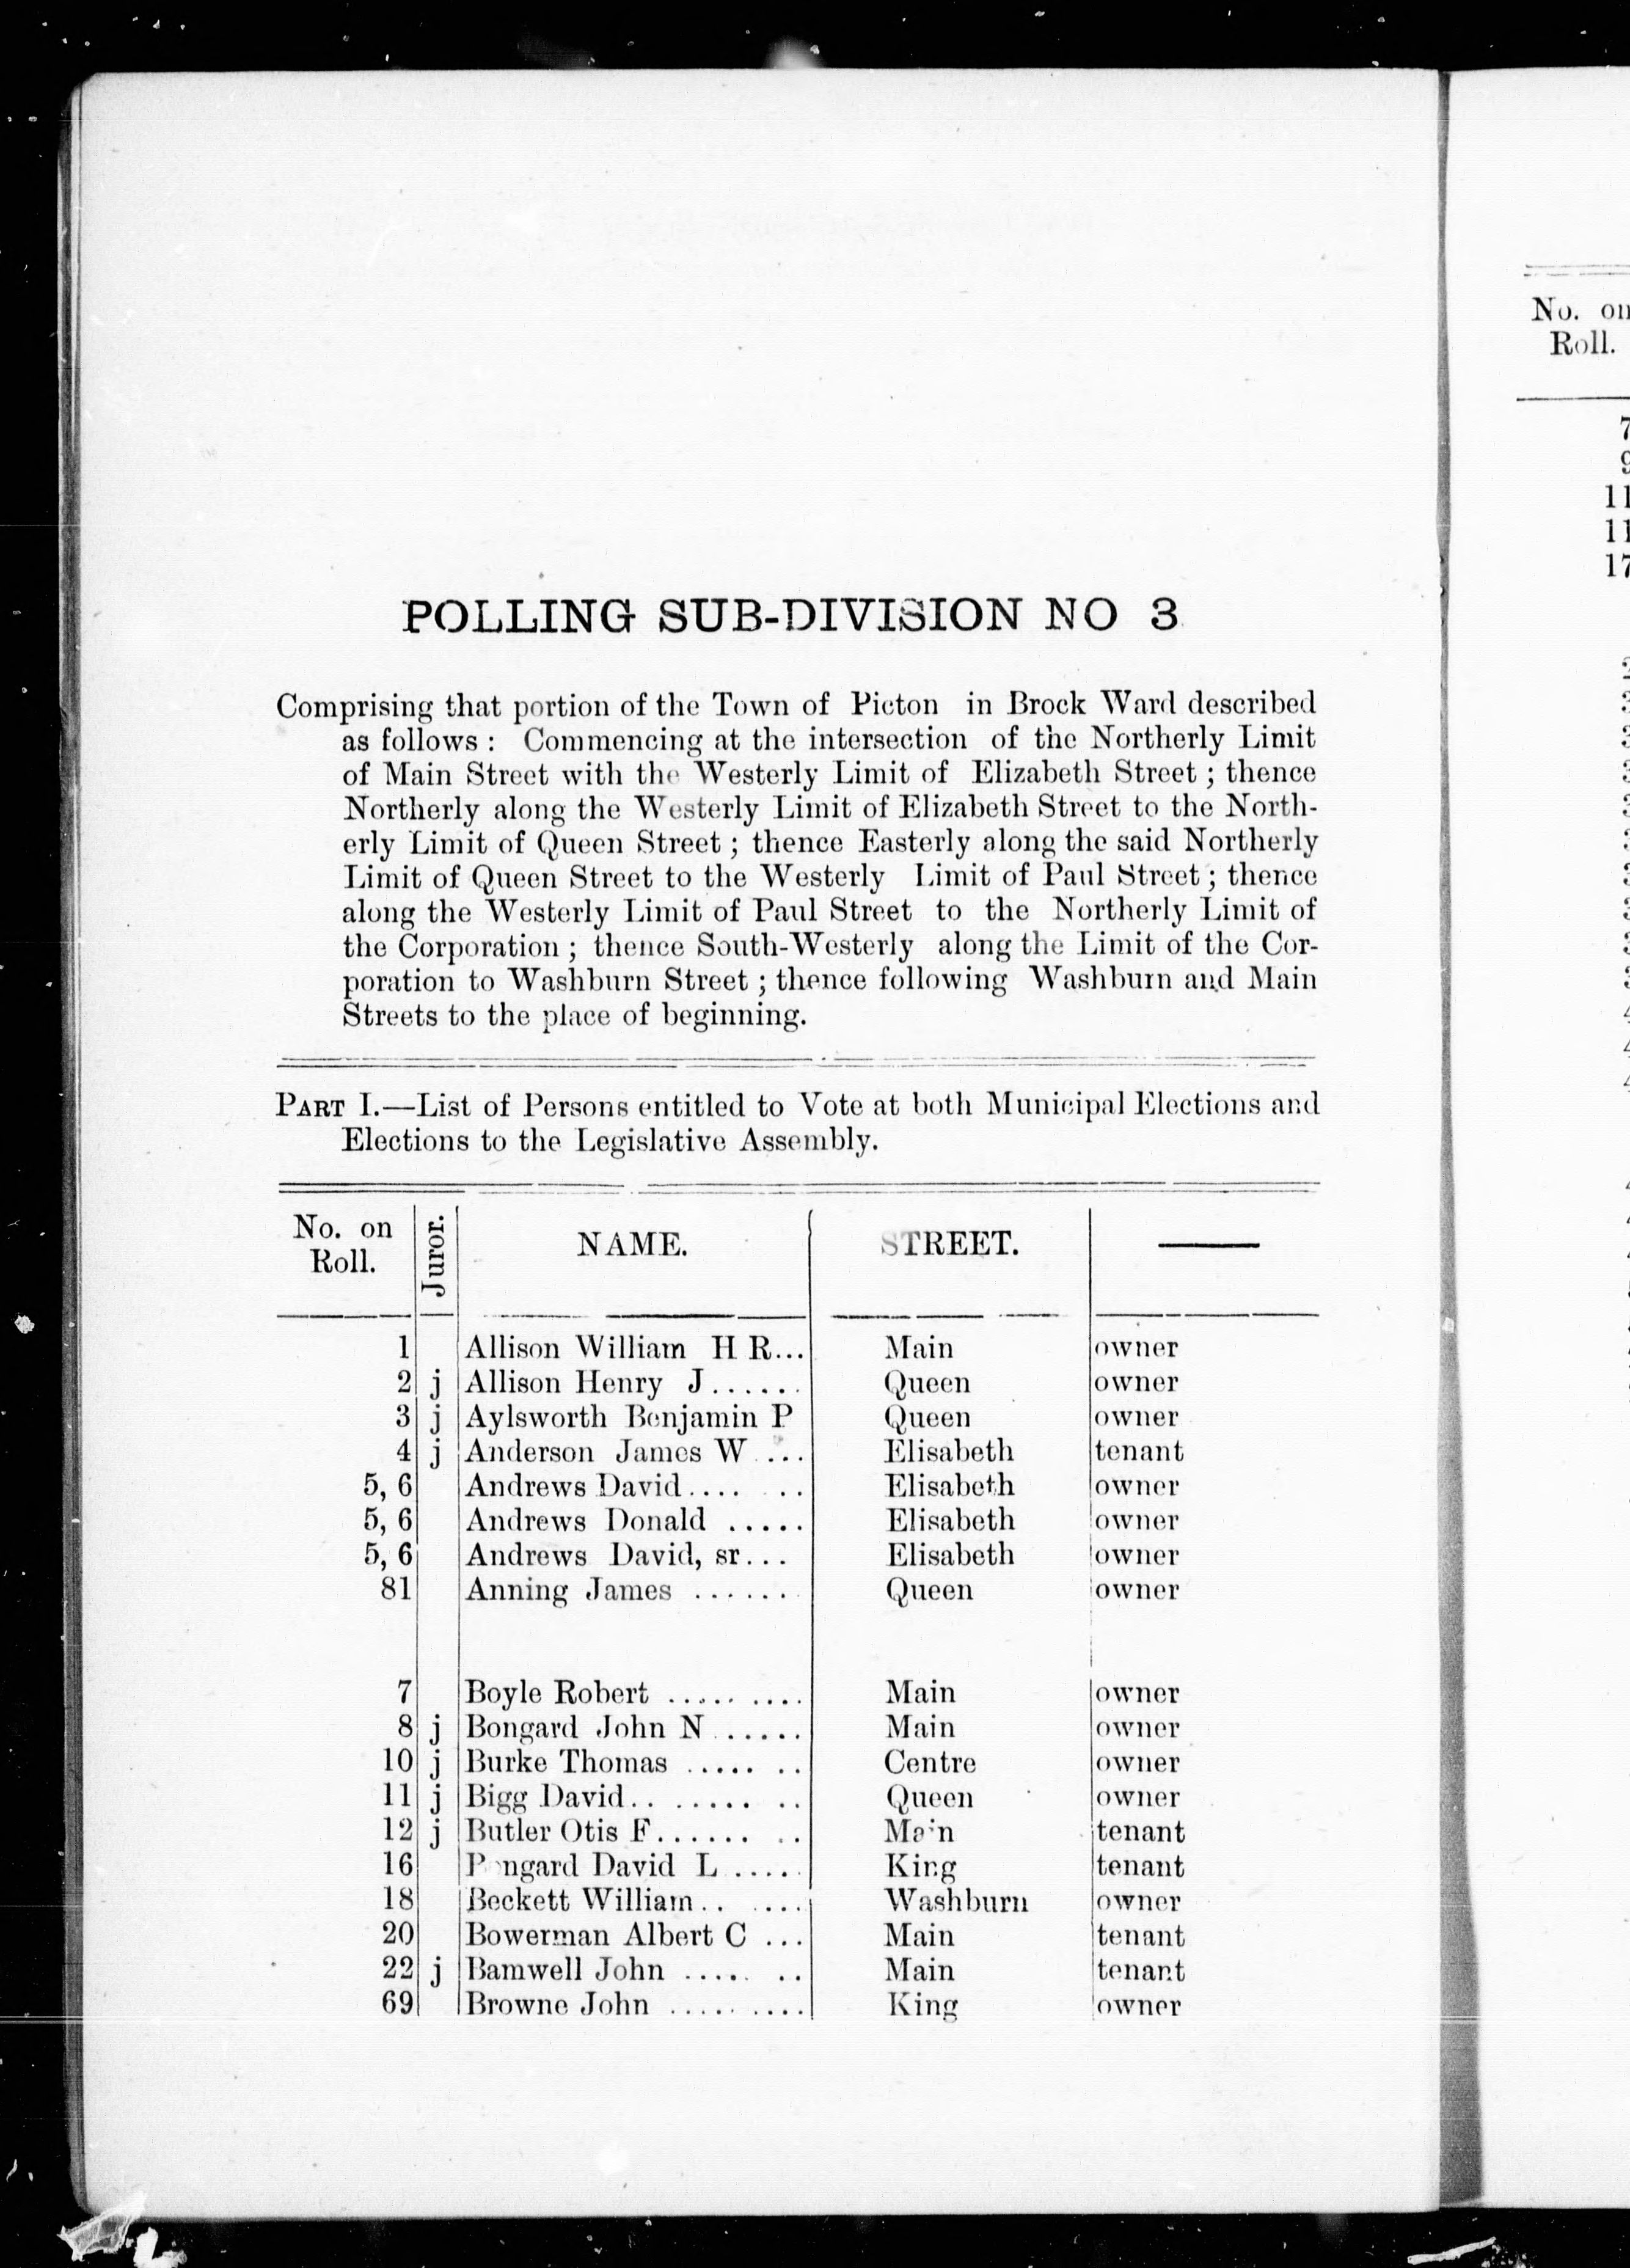 POLLING SUB-DIVISION NO 3
Comprising that portion of the Town of Picton in Brock Ward described
as follows : Commencing at the intersection of the Northerly Limit
of Main Street with the Westerly Limit of Elizabeth Street ; thence
Northerly along the Westerly Limit of Elizabeth Street to the North-
erly Limit of Queen Street ; thence Easterly along the said Northerly
Limit of Queen Street to the Westerly Limit of Paul Street ; thence
along the Westerly Limit of Paul Street to the Northerly Limit of
the Corporation ; thence South-Westerly along the Limit of the Cor-
poration to Washburn Street ; thence following Washburn and Main
Streets to the place of beginning.
PART I.—List of Persons entitled to Vote at both Municipal Elections and
Elections to the Legislative Assembly.
No. on Roll. Juror. NAME. STREET. ——
1 Allison William H R... Main owner
2 j Allison Henry J...... Queen owner
3 j Aylsworth Benjamin P Queen owner
4 j Anderson James W ... Elisabeth tenant
5, 6 Andrews David.... .. Elisabeth owner
5, 6 Andrews Donald ..... Elisabeth owner
5, 6 Andrews David, sr... Elisabeth owner
81 Anning James ...... Queen owner
7 Boyle Robert ..... .... Main owner
8 j Bongard John N ...... Main owner
10 j Burke Thomas ..... .. Centre owner
11 j Bigg David.. ..... .. Queen owner
12 j Butler Otis F...... .. Main tenant
16 David L ..... King tenant
18 Beckett William.. .... Washburn owner
20 Bowerman Albert C ... Main tenant
22 j Bamwell John ..... .. Main tenant
69 Browne John ..... .... King owner
No. on
Roll.